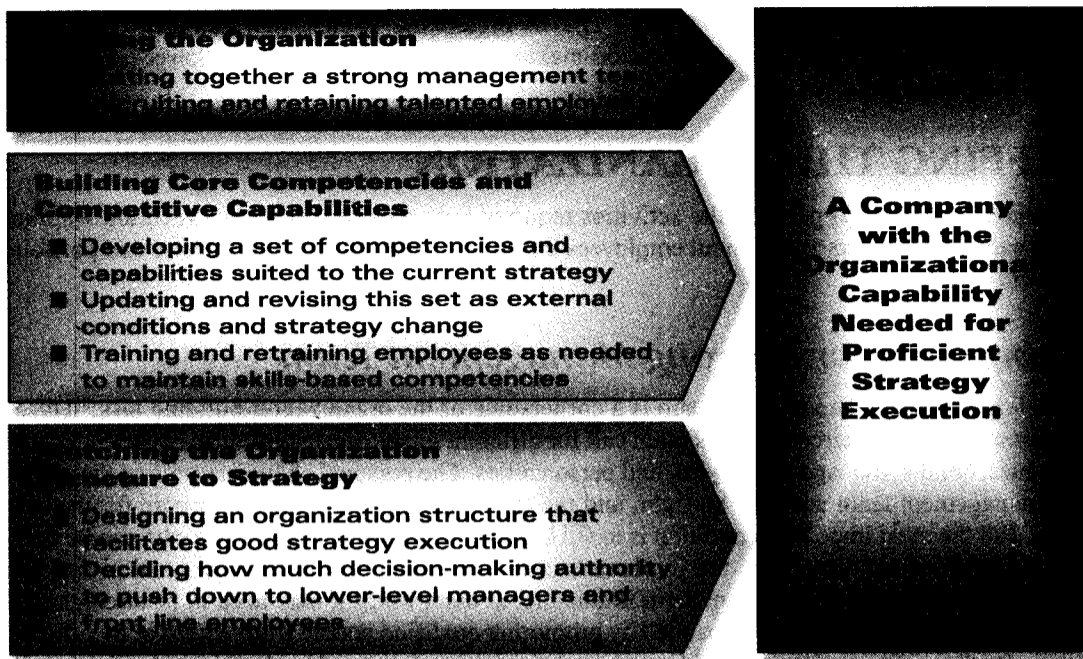 the Organization
together a strong management
and retaining talented
Building Core Competencies and
Competitive Capabilities
■ Developing a set of competencies and
capabilities suited to the current strategy
■ Updating and revising this set as external
conditions and strategy change
■ Training and retraining employees as needed
to maintain skills-based competencies
the Organization
to Strategy
Designing an organization structure that
facilitates good strategy execution
Deciding how much decision-making authority
to push down to lower-level managers and
front line employees
A Company
with the
Organizational
Capability
Needed for
Proficient
Strategy
Execution